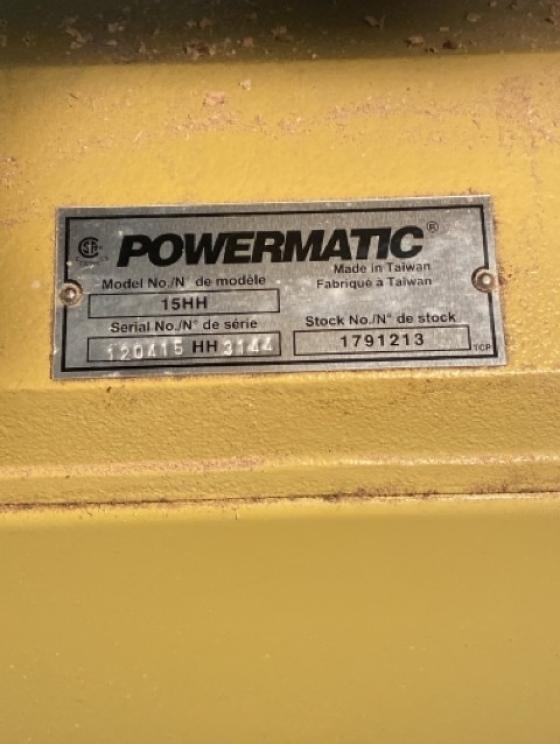 POWERMATIC®
Made in Taiwan
Fabriqué à Taiwan
Model No./N° de modèle
15HH
Serial No./N° de série
120415 HH 3144
Stock No./N° de stock
1791213
TCP